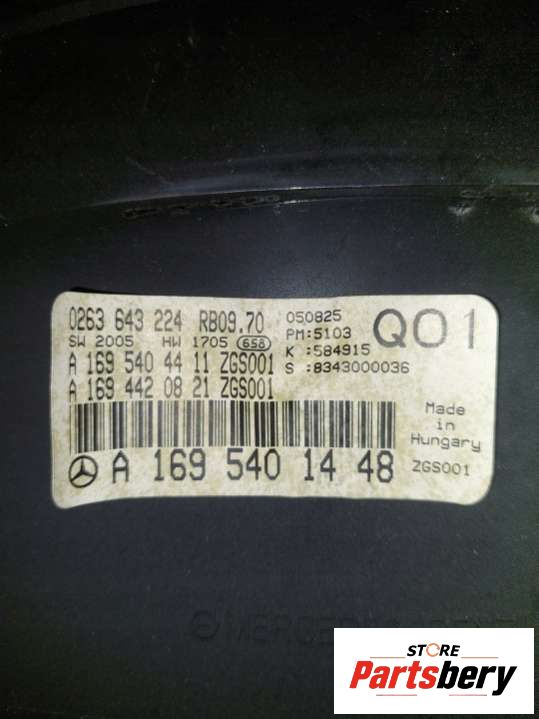 0263 643 224 RB09.70
SW 2005 HW 1705 658
A 169 540 44 11 ZGS001
A 169 442 08 21 ZGS001
050825
PM:5103
K :584915
S :8343000036
Q01
Made
in
Hungary
ZGS001
A 169 540 14 48
STORE
Partsbery